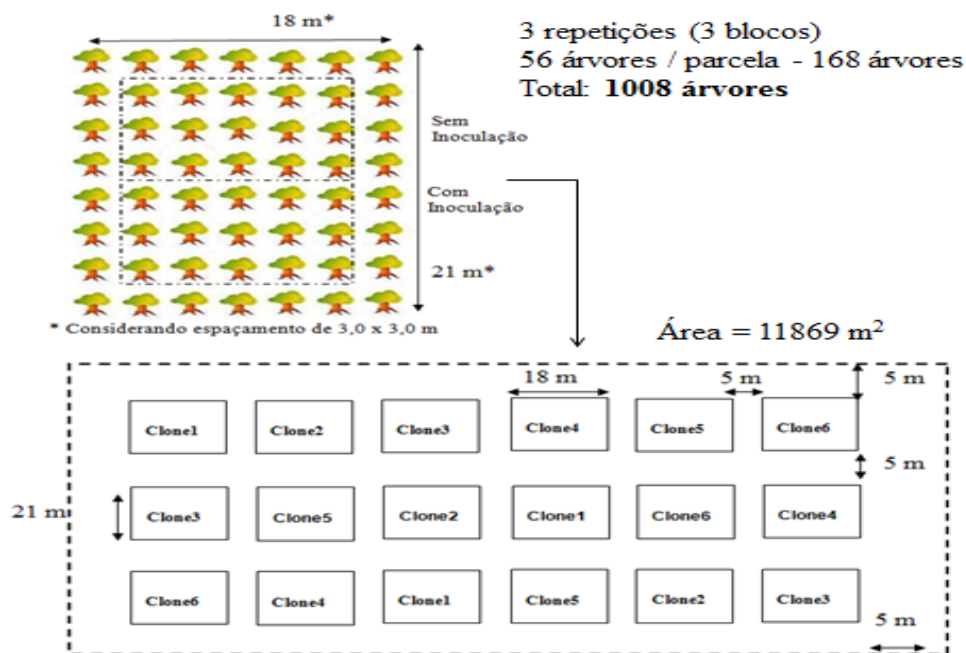 18 m*
3 repetições (3 blocos)
56 árvores / parcela - 168 árvores
Total: 1008 árvores
Sem
Inoculação
Com
Inoculação
21 m*
* Considerando espaçamento de 3,0 x 3,0 m
Área = 11869 m²
18 m
5 m
5 m
Clone1
Clone2
Clone3
Clone4
Clone5
Clone6
5 m
21 m
Clone3
Clone5
Clone2
Clone1
Clone6
Clone4
Clone6
Clone4
Clone1
Clone5
Clone2
Clone3
5 m